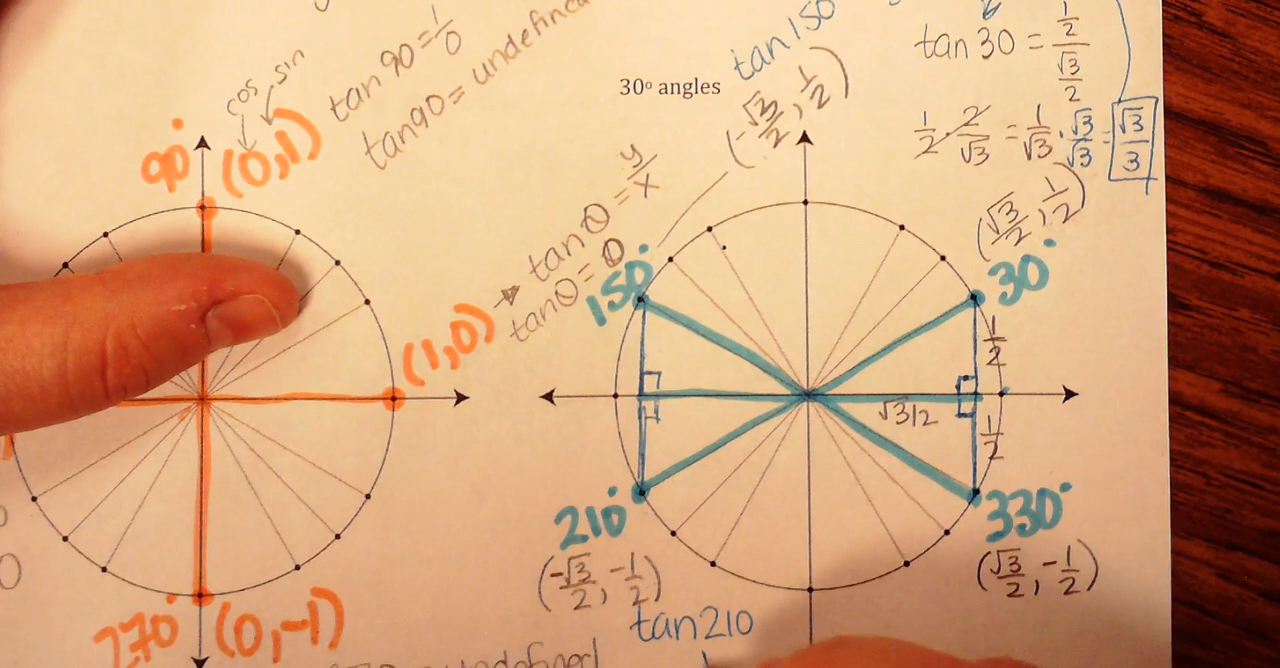 cos sin
tan 90 = 1/0
tan90 = undefined
90°
(0,1)
(1,0)
→ tan θ = y/x
tanθ = 0
270°
(0,-1)
undefined
30° angles
tan150
(-√3/2, 1/2)
tan 30 = 1/2 / √3/2
1/2 · 2/√3 = 1/√3 · √3/√3 = √3/3
(√3/2, 1/2)
150°
30°
1/2
√3/2
1/2
210°
330°
(-√3/2, -1/2)
(√3/2, -1/2)
tan210